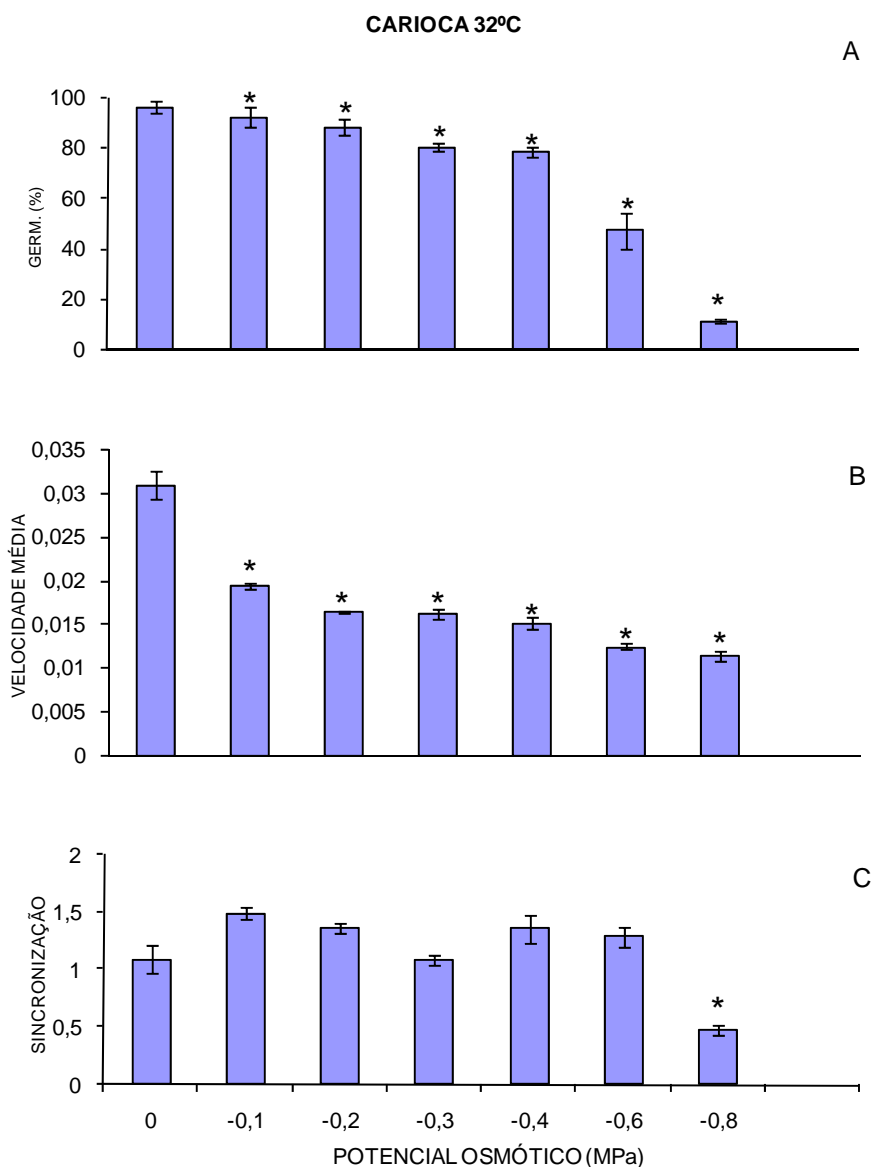 CARIOCA 32ºC
A
GERM. (%)
100
80
60
40
20
0
* * * * * *
B
VELOCIDADE MÉDIA
0,035
0,03
0,025
0,02
0,015
0,01
0,005
0
* * * * * *
C
SINCRONIZAÇÃO
2
1,5
1
0,5
0
*
0 -0,1 -0,2 -0,3 -0,4 -0,6 -0,8
POTENCIAL OSMÓTICO (MPa)